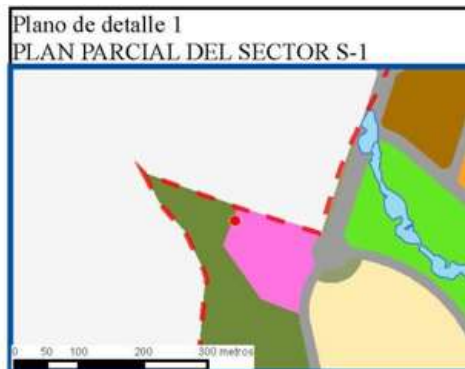 Plano de detalle 1
PLAN PARCIAL DEL SECTOR S-1
0 50 100 200 300 metros